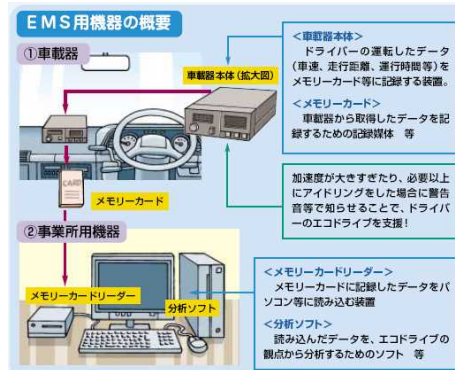 EMS用機器の概要
①車載器
車載器本体(拡大図)
<車載器本体>
ドライバーの運転したデータ
(車速、走行距離、運行時間等)を
メモリーカード等に記録する装置。
<メモリーカード>
車載器から取得したデータを記
録するための記録媒体 等
CARD
メモリーカード
加速度が大きすぎたり、必要以上
にアイドリングをした場合に警告
音等で知らせることで、ドライバ
ーのエコドライブを支援!
②事業所用機器
メモリーカードリーダー
分析ソフト
<メモリーカードリーダー>
メモリーカードに記録したデータをパ
ソコン等に読み込む装置
<分析ソフト>
読み込んだデータを、エコドライブの
観点から分析するためのソフト 等